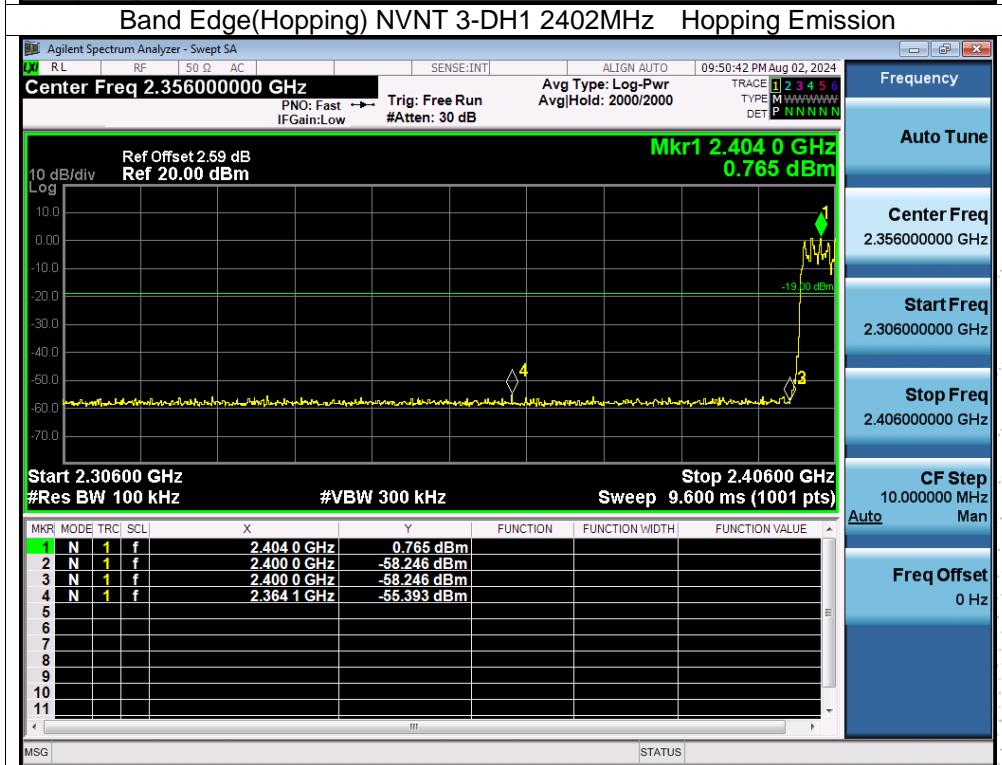 Band Edge(Hopping) NVNT 3-DH1 2402MHz Hopping Emission
Agilent Spectrum Analyzer - Swept SA
LXI RL RF 50 Ω AC SENSE:INT ALIGN AUTO 09:50:42 PM Aug 02, 2024
Center Freq 2.356000000 GHz
PNO: Fast
IFGain:Low
Trig: Free Run
#Atten: 30 dB
Avg Type: Log-Pwr
Avg|Hold: 2000/2000
TRACE 1 2 3 4 5 6
TYPE M W W W W W
DET P N N N N N
Frequency
Auto Tune
Center Freq
2.356000000 GHz
Start Freq
2.306000000 GHz
Stop Freq
2.406000000 GHz
CF Step
10.000000 MHz
Auto Man
Freq Offset
0 Hz
Mkr1 2.404 0 GHz
0.765 dBm
Ref Offset 2.59 dB
10 dB/div Ref 20.00 dBm
Log
10.0
0.00
-10.0
-20.0
-30.0
-40.0
-50.0
-60.0
-70.0
1
-19.00 dBm
4
3
Start 2.30600 GHz Stop 2.40600 GHz
#Res BW 100 kHz #VBW 300 kHz Sweep 9.600 ms (1001 pts)
MKR MODE TRC SCL X Y FUNCTION FUNCTION WIDTH FUNCTION VALUE
1 N 1 f 2.404 0 GHz 0.765 dBm
2 N 1 f 2.400 0 GHz -58.246 dBm
3 N 1 f 2.400 0 GHz -58.246 dBm
4 N 1 f 2.364 1 GHz -55.393 dBm
5
6
7
8
9
10
11
MSG STATUS